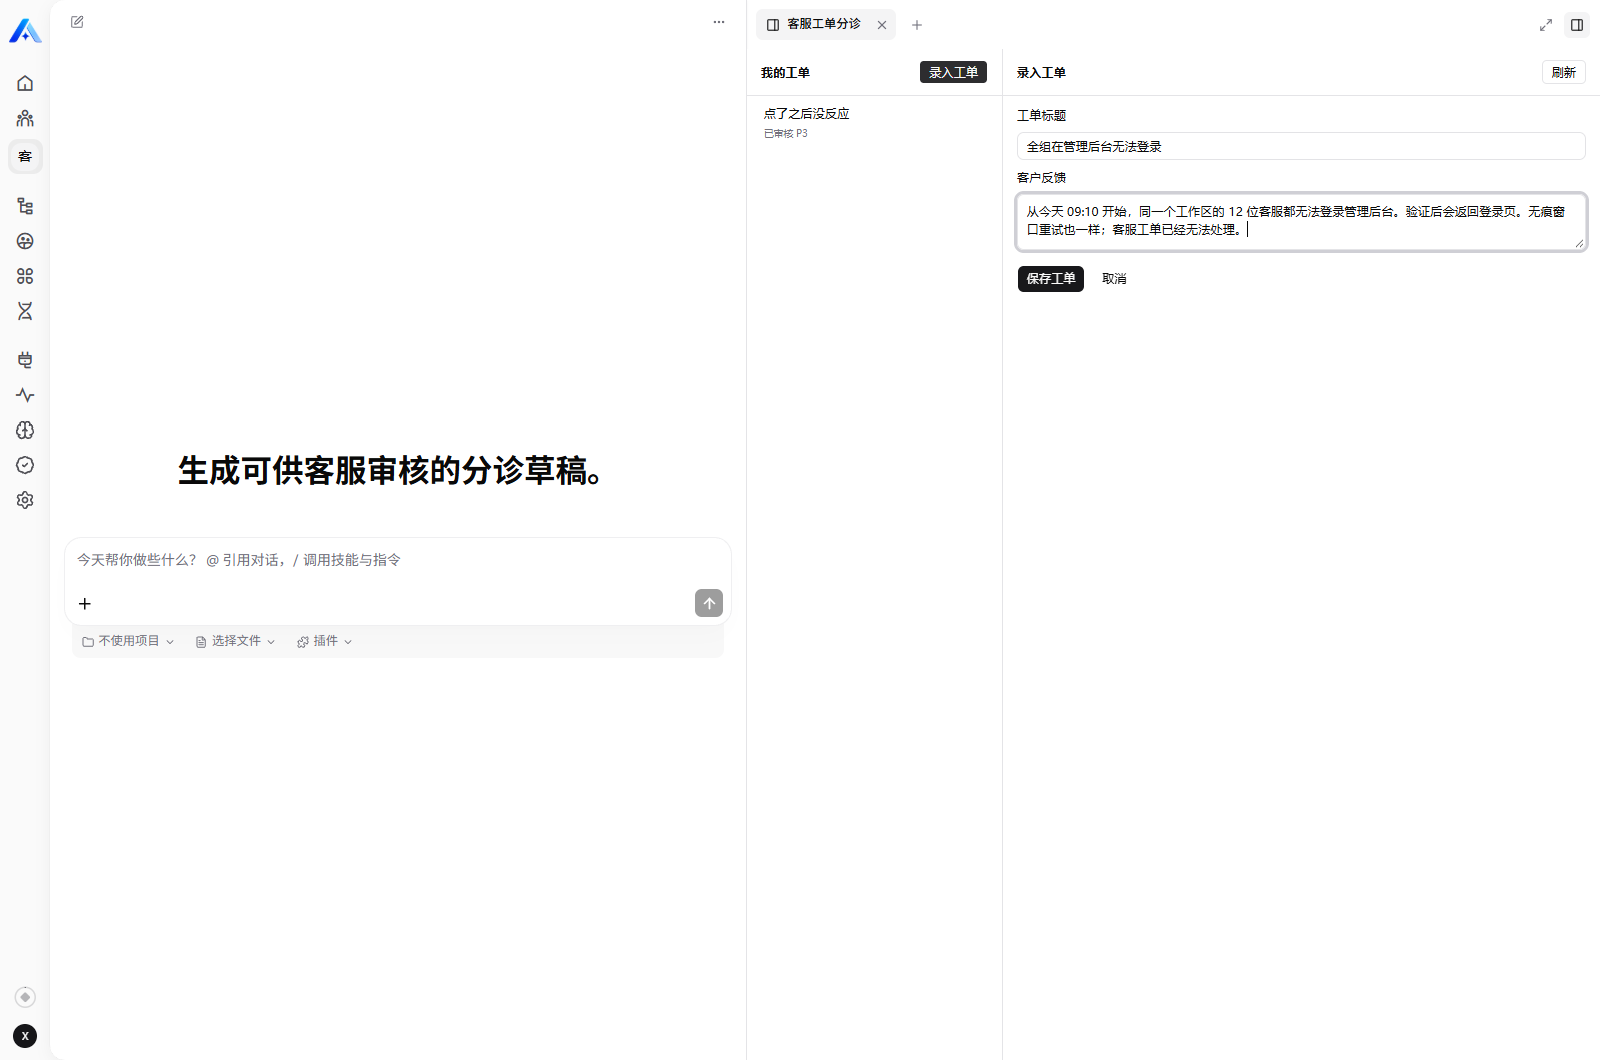 客服工单分诊
我的工单
录入工单
录入工单
刷新
点了之后没反应
已审核 P3
工单标题
全组在管理后台无法登录
客户反馈
从今天 09:10 开始，同一个工作区的 12 位客服都无法登录管理后台。验证后会返回登录页。无痕窗
口重试也一样；客服工单已经无法处理。
保存工单
取消
客
生成可供客服审核的分诊草稿。
今天帮你做些什么？ @ 引用对话，/ 调用技能与指令
不使用项目
选择文件
插件
X